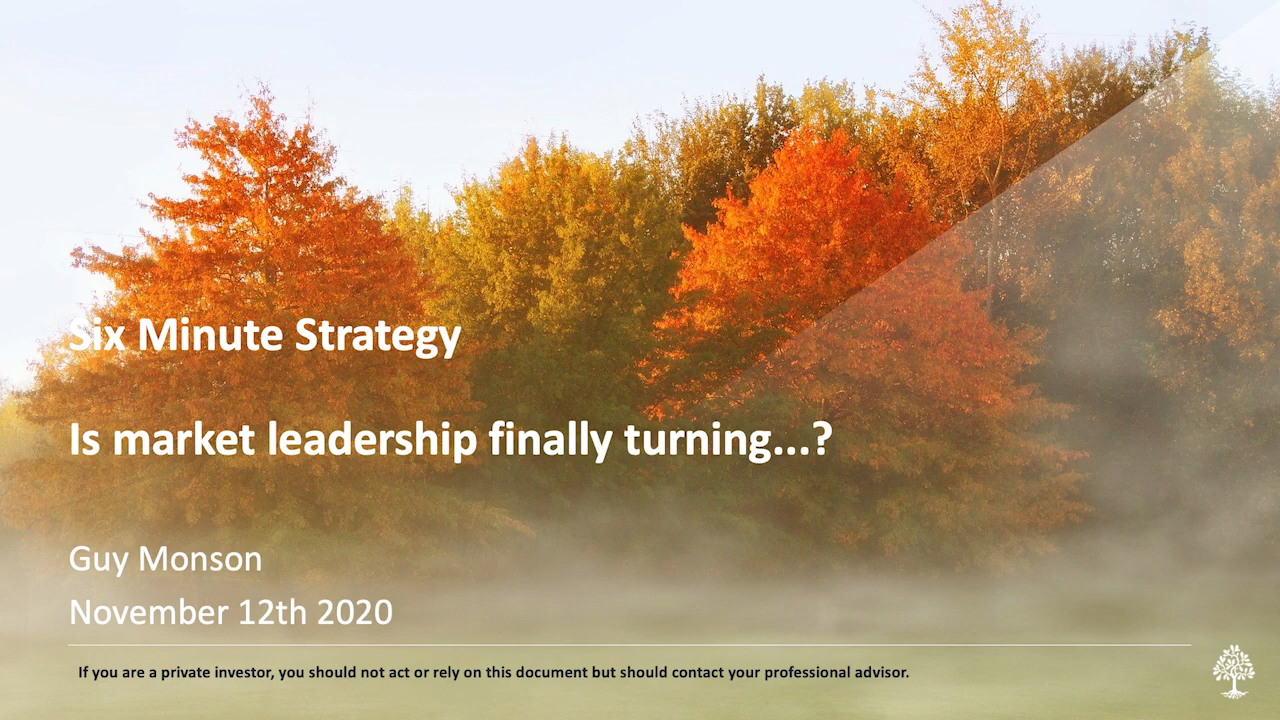 Six Minute Strategy
Is market leadership finally turning...?
Guy Monson
November 12th 2020
If you are a private investor, you should not act or rely on this document but should contact your professional advisor.